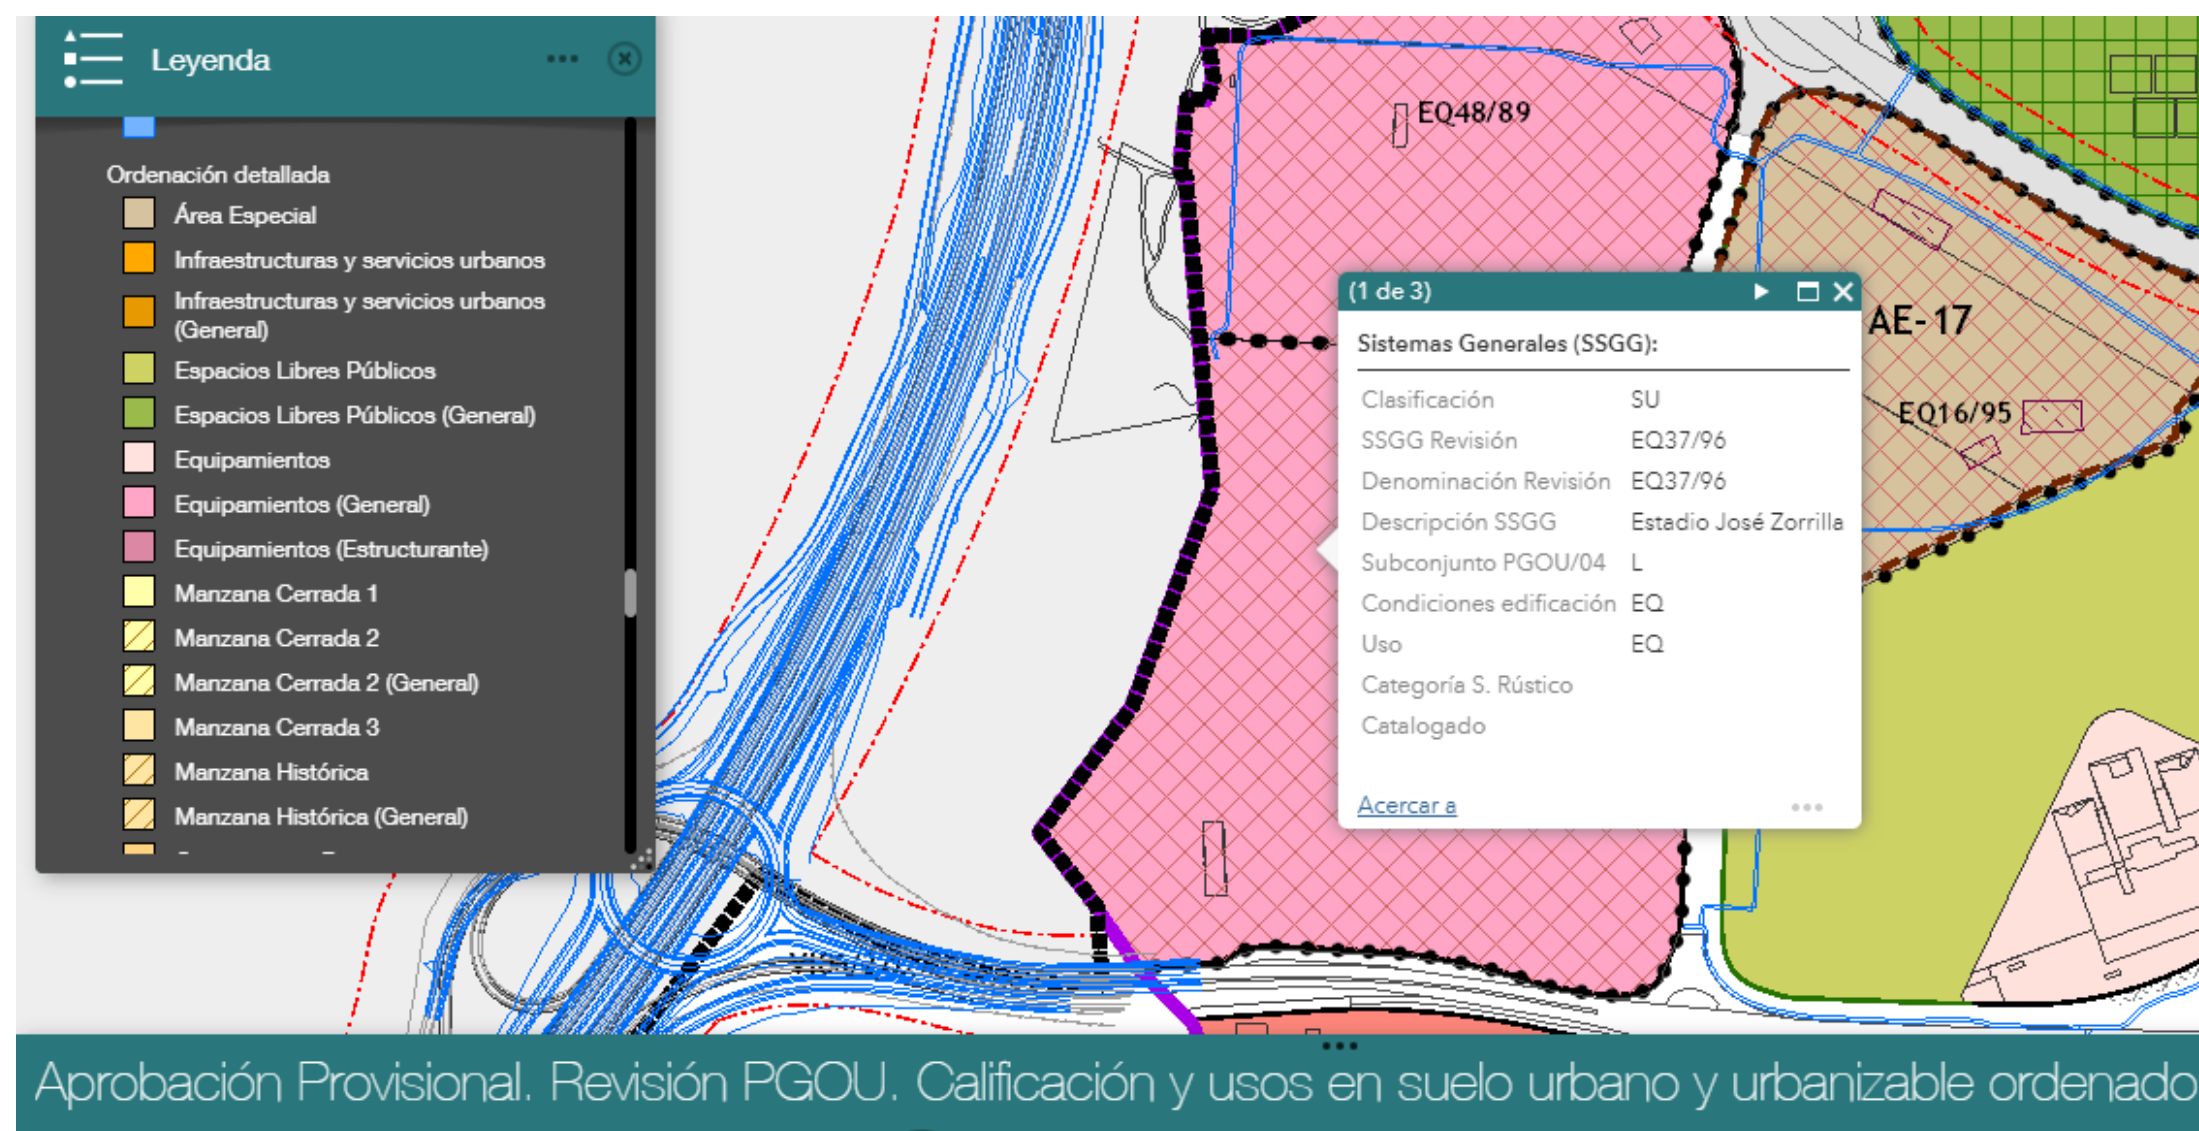 Leyenda
Ordenación detallada
Área Especial
Infraestructuras y servicios urbanos
Infraestructuras y servicios urbanos
(General)
Espacios Libres Públicos
Espacios Libres Públicos (General)
Equipamientos
Equipamientos (General)
Equipamientos (Estructurante)
Manzana Cerrada 1
Manzana Cerrada 2
Manzana Cerrada 2 (General)
Manzana Cerrada 3
Manzana Histórica
Manzana Histórica (General)
EQ48/89
AE-17
EQ16/95
(1 de 3)
Sistemas Generales (SSGG):
Clasificación SU
SSGG Revisión EQ37/96
Denominación Revisión EQ37/96
Descripción SSGG Estadio José Zorrilla
Subconjunto PGOU/04 L
Condiciones edificación EQ
Uso EQ
Categoría S. Rústico
Catalogado
Acercar a
Aprobación Provisional. Revisión PGOU. Calificación y usos en suelo urbano y urbanizable ordenado